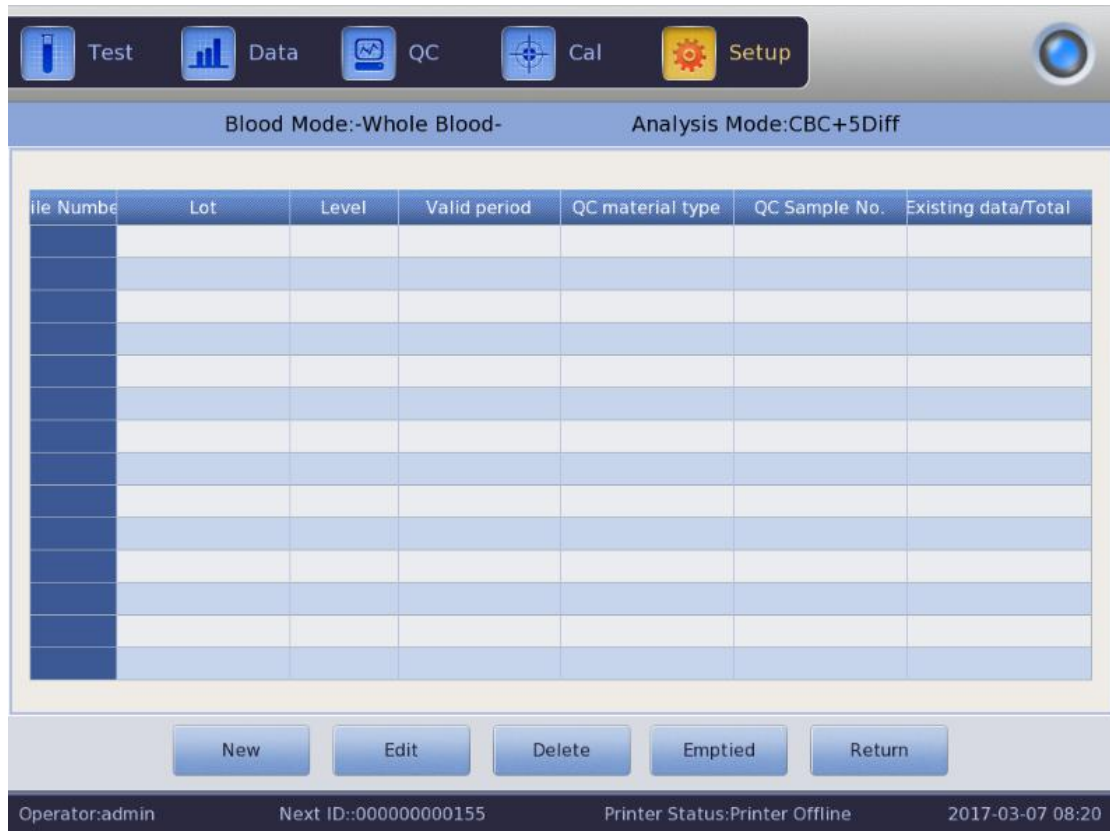 Test Data QC Cal Setup
Blood Mode:-Whole Blood- Analysis Mode:CBC+5Diff
ile Numbe Lot Level Valid period QC material type QC Sample No. Existing data/Total
New Edit Delete Emptied Return
Operator:admin Next ID::000000000155 Printer Status:Printer Offline 2017-03-07 08:20